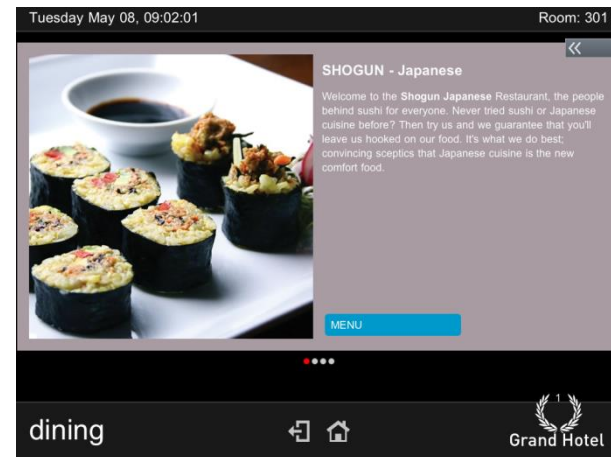 Tuesday May 08, 09:02:01
Room: 301
SHOGUN - Japanese
Welcome to the Shogun Japanese Restaurant, the people
behind sushi for everyone. Never tried sushi or Japanese
cuisine before? Then try us and we guarantee that you'll
leave us hooked on our food. It's what we do best;
convincing sceptics that Japanese cuisine is the new
comfort food.
MENU
dining
1
Grand Hotel